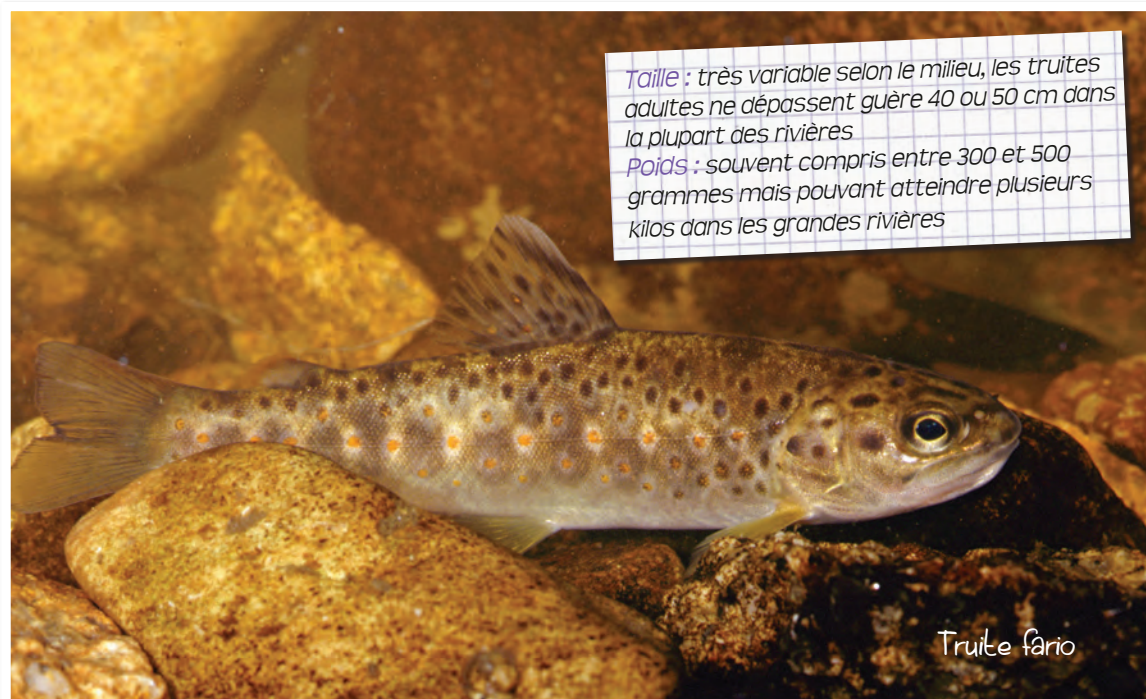 Taille : très variable selon le milieu, les truites
adultes ne dépassent guère 40 ou 50 cm dans
la plupart des rivières
Poids : souvent compris entre 300 et 500
grammes mais pouvant atteindre plusieurs
kilos dans les grandes rivières
Truite fario